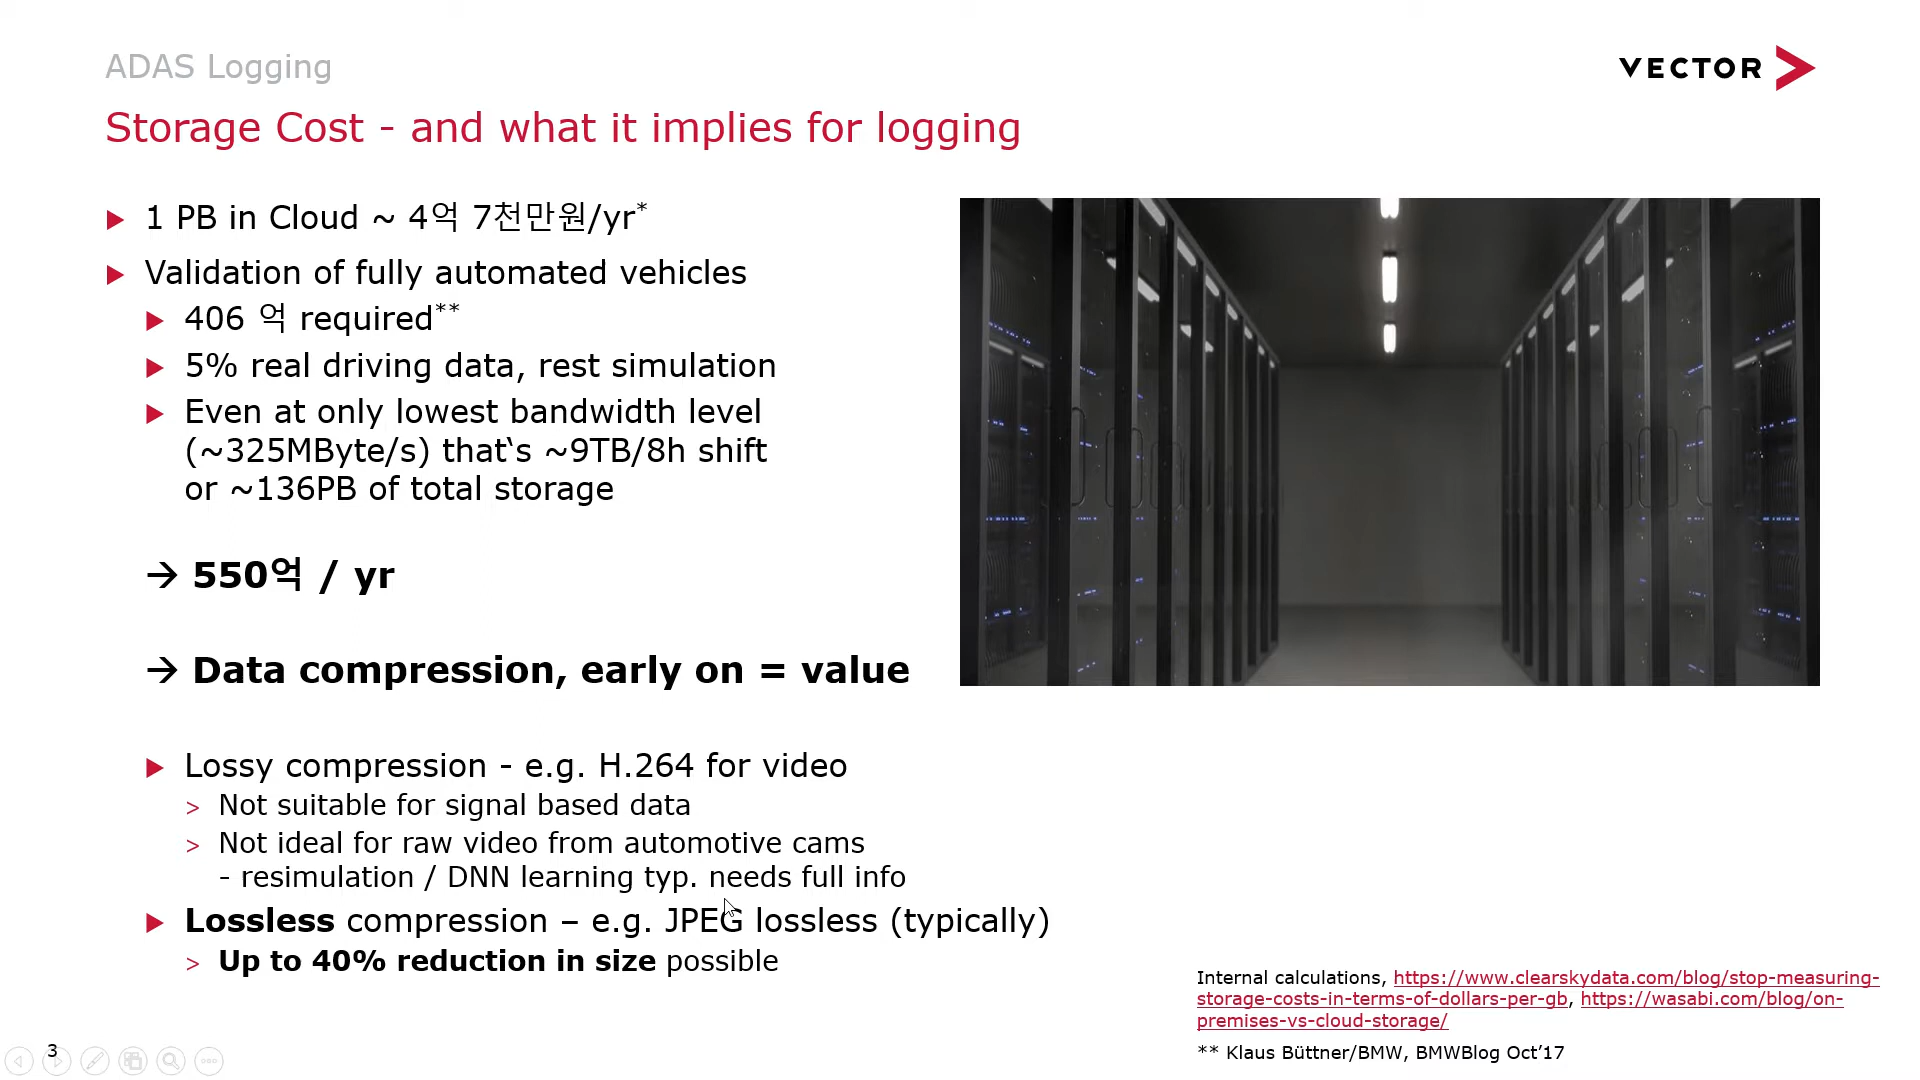 ADAS Logging
VECTOR
Storage Cost - and what it implies for logging
1 PB in Cloud ~ 4억 7천만원/yr*
Validation of fully automated vehicles
406 억 required**
5% real driving data, rest simulation
Even at only lowest bandwidth level
(~325MByte/s) that‘s ~9TB/8h shift
or ~136PB of total storage
→ 550억 / yr
→ Data compression, early on = value
Lossy compression - e.g. H.264 for video
> Not suitable for signal based data
> Not ideal for raw video from automotive cams
- resimulation / DNN learning typ. needs full info
Lossless compression – e.g. JPEG lossless (typically)
> Up to 40% reduction in size possible
Internal calculations, https://www.clearskydata.com/blog/stop-measuring-
storage-costs-in-terms-of-dollars-per-gb, https://wasabi.com/blog/on-
premises-vs-cloud-storage/
** Klaus Büttner/BMW, BMWBlog Oct’17
3